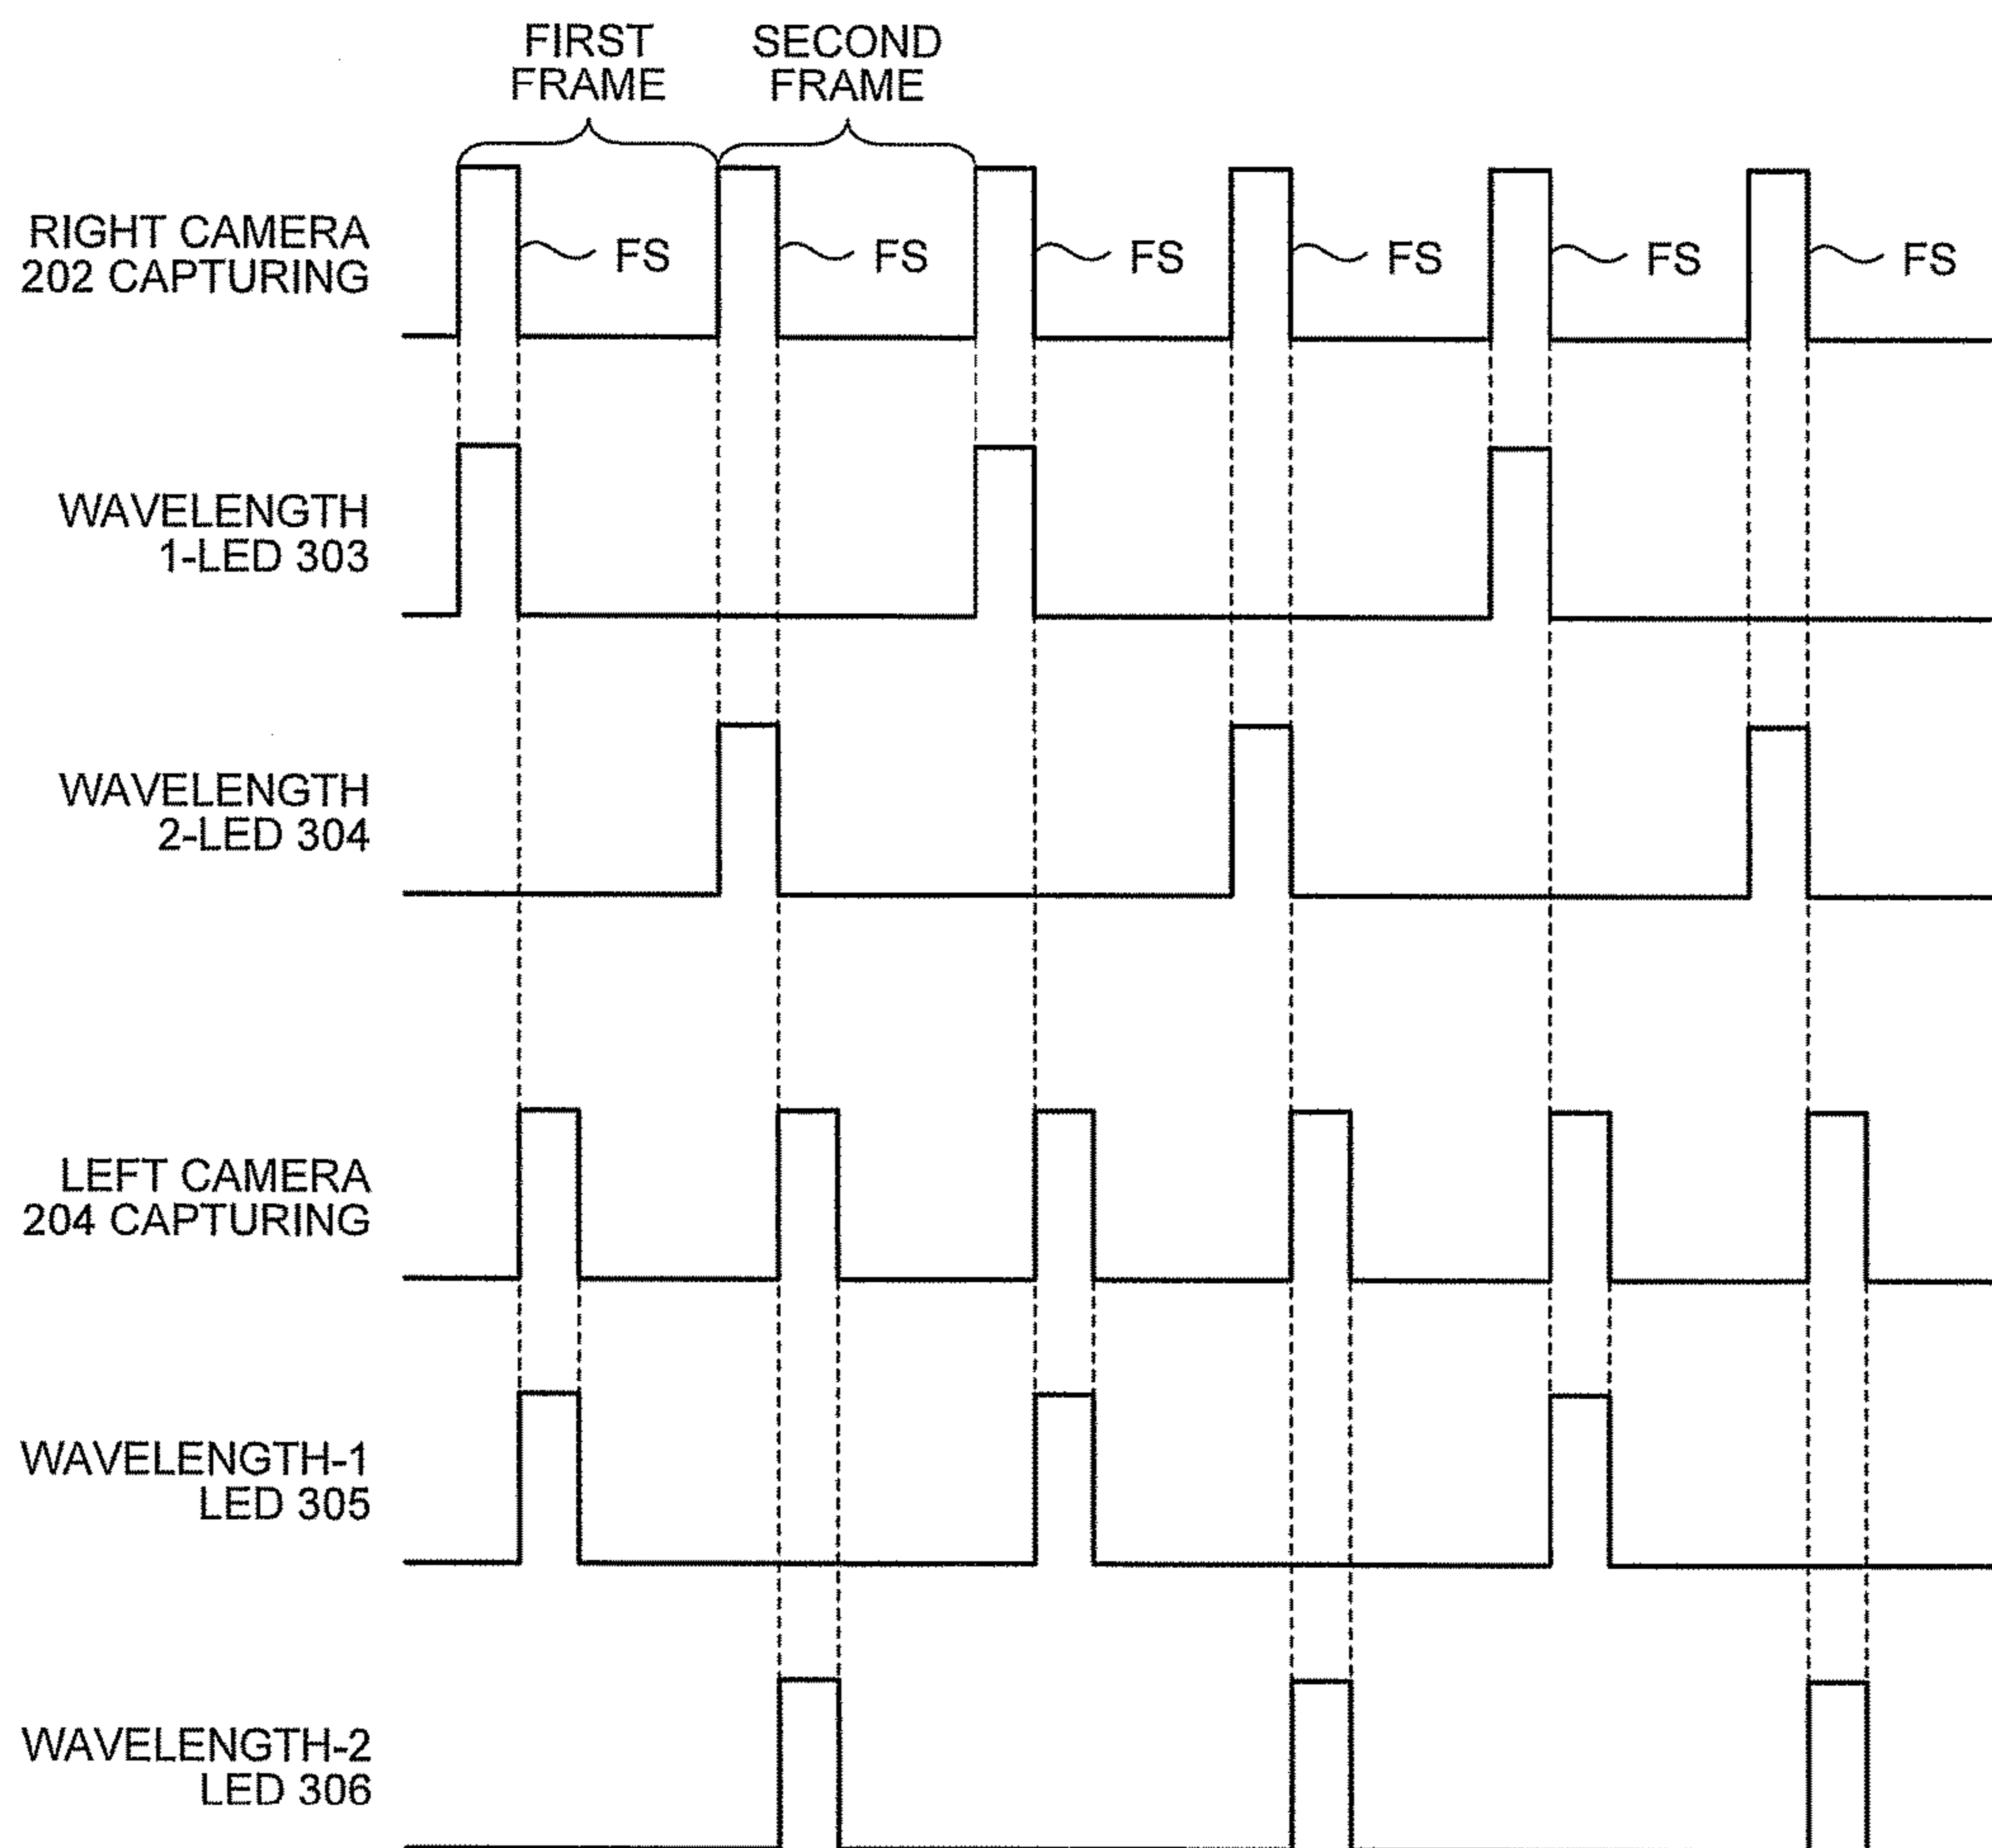 FIRST
FRAME
SECOND
FRAME
RIGHT CAMERA
202 CAPTURING
FS
FS
FS
FS
FS
FS
WAVELENGTH
1-LED 303
WAVELENGTH
2-LED 304
LEFT CAMERA
204 CAPTURING
WAVELENGTH-1
LED 305
WAVELENGTH-2
LED 306